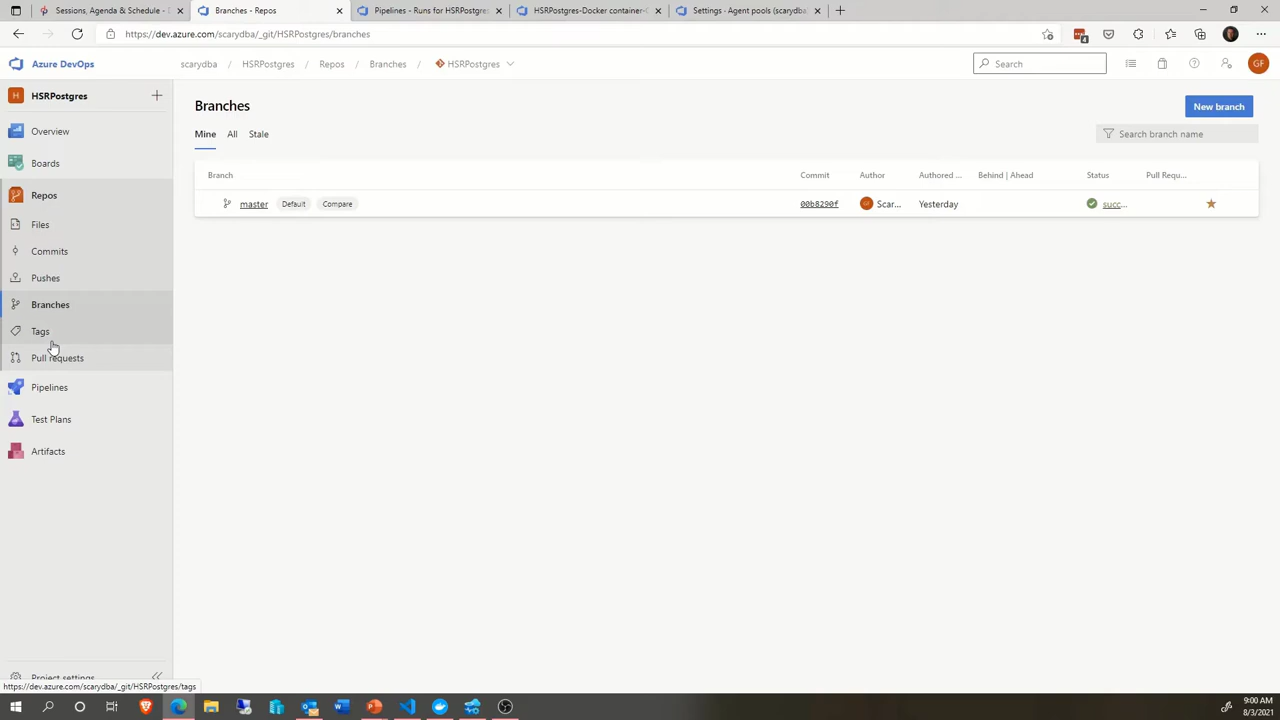 Sessions, Agenda & Schedule - D
Branches - Repos
Pipelines - Runs for HSRPostgres
HSRPostgres-Docker container-C
Settings - Agent pools (scarydba
https://dev.azure.com/scarydba/_git/HSRPostgres/branches
4
Azure DevOps
scarydba / HSRPostgres / Repos / Branches / HSRPostgres
Search
GF
H
HSRPostgres
Overview
Boards
Repos
Files
Commits
Pushes
Branches
Tags
Pull requests
Pipelines
Test Plans
Artifacts
Project settings
Branches
New branch
Mine
All
Stale
Search branch name
Branch
Commit
Author
Authored ...
Behind | Ahead
Status
Pull Requ...
master
Default
Compare
00b8290f
GF
Scar...
Yesterday
succ...
https://dev.azure.com/scarydba/_git/HSRPostgres/tags
9:00 AM
8/3/2021